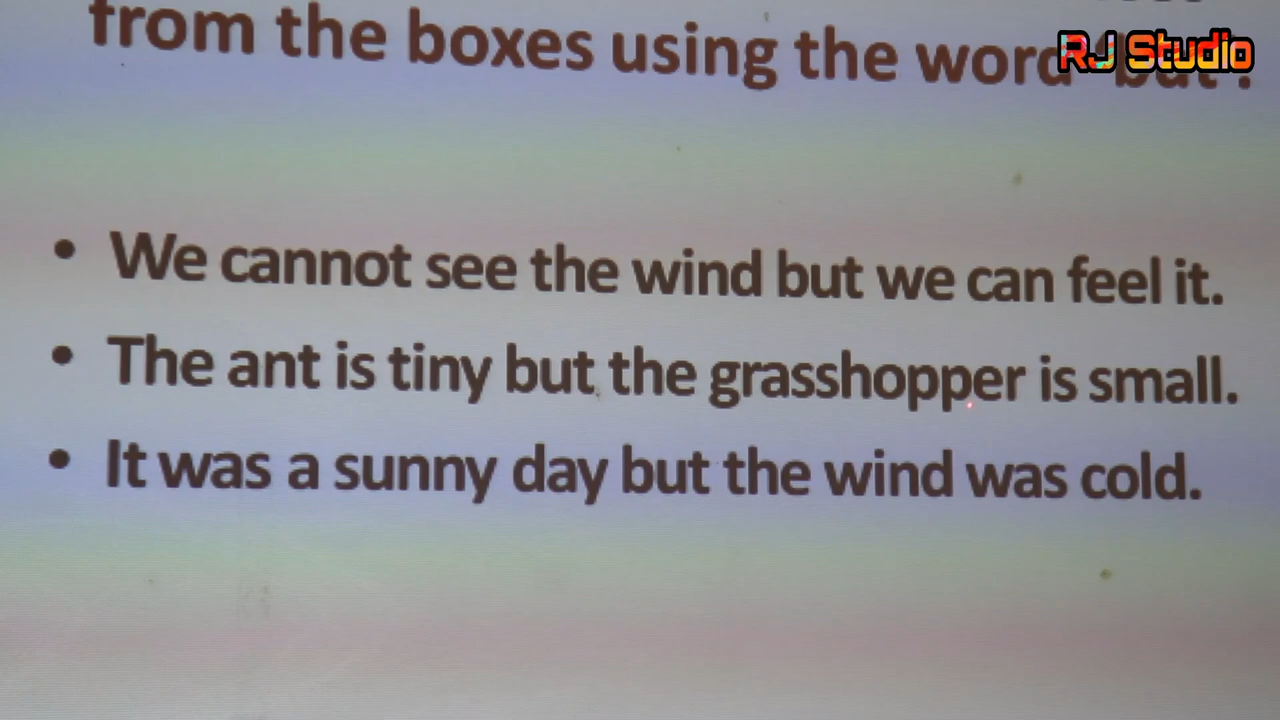 RJ Studio
from the boxes using the word 'but'.
• We cannot see the wind but we can feel it.
• The ant is tiny but the grasshopper is small.
• It was a sunny day but the wind was cold.